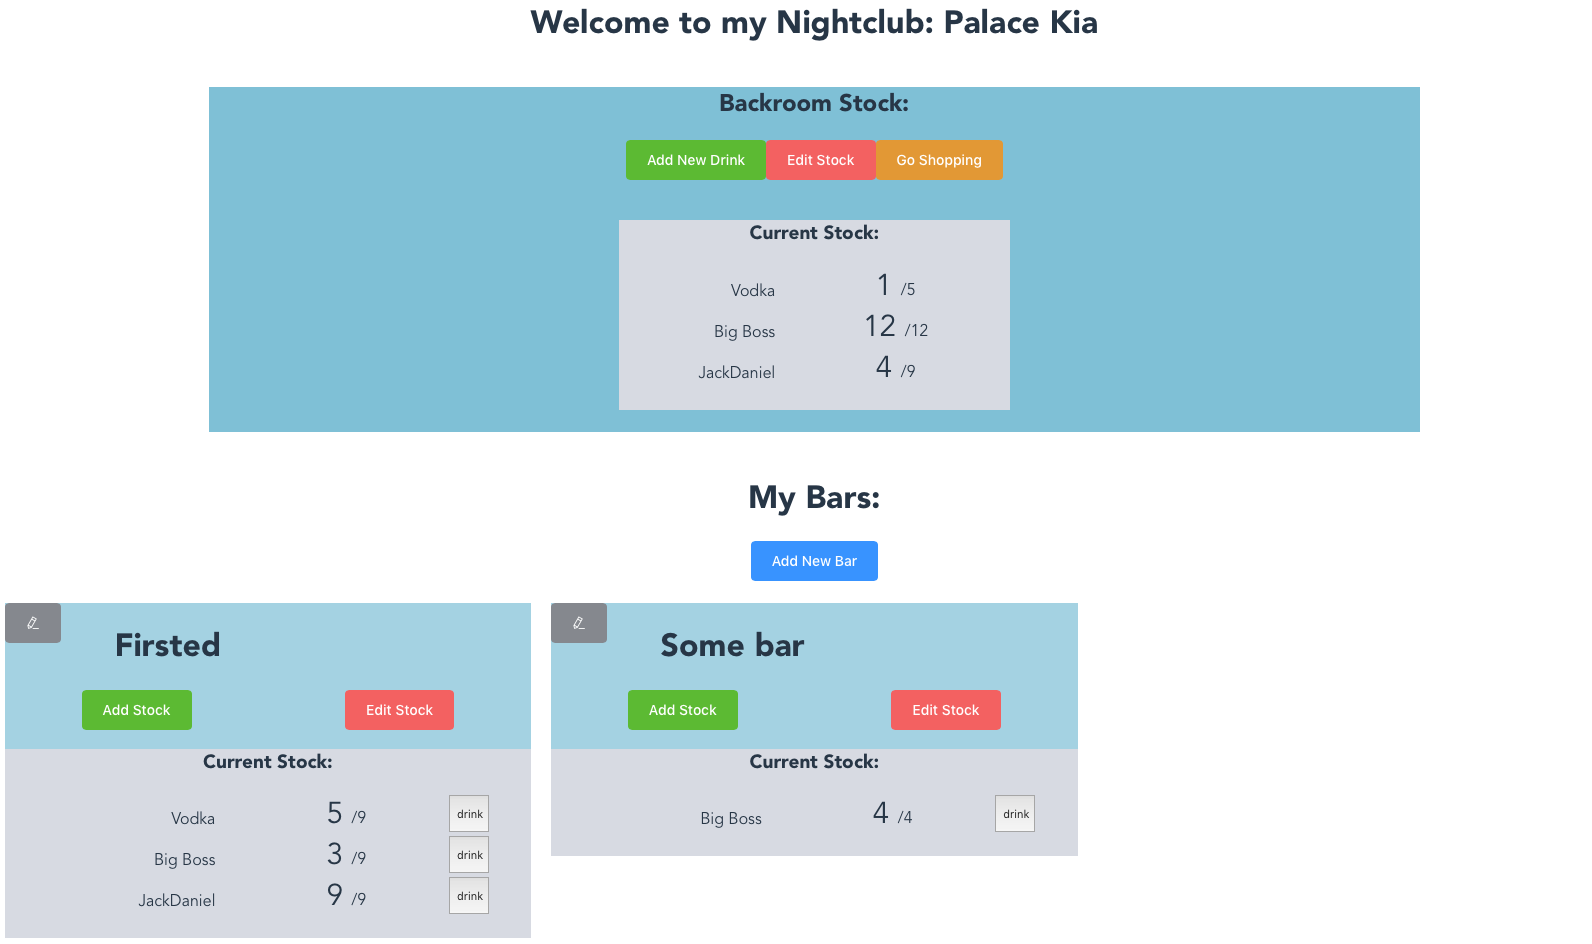 Welcome to my Nightclub: Palace Kia
Backroom Stock:
Add New Drink Edit Stock Go Shopping
Current Stock:
Vodka 1 /5
Big Boss 12 /12
JackDaniel 4 /9
My Bars:
Add New Bar
Firsted
Add Stock Edit Stock
Current Stock:
Vodka 5 /9 drink
Big Boss 3 /9 drink
JackDaniel 9 /9 drink
Some bar
Add Stock Edit Stock
Current Stock:
Big Boss 4 /4 drink